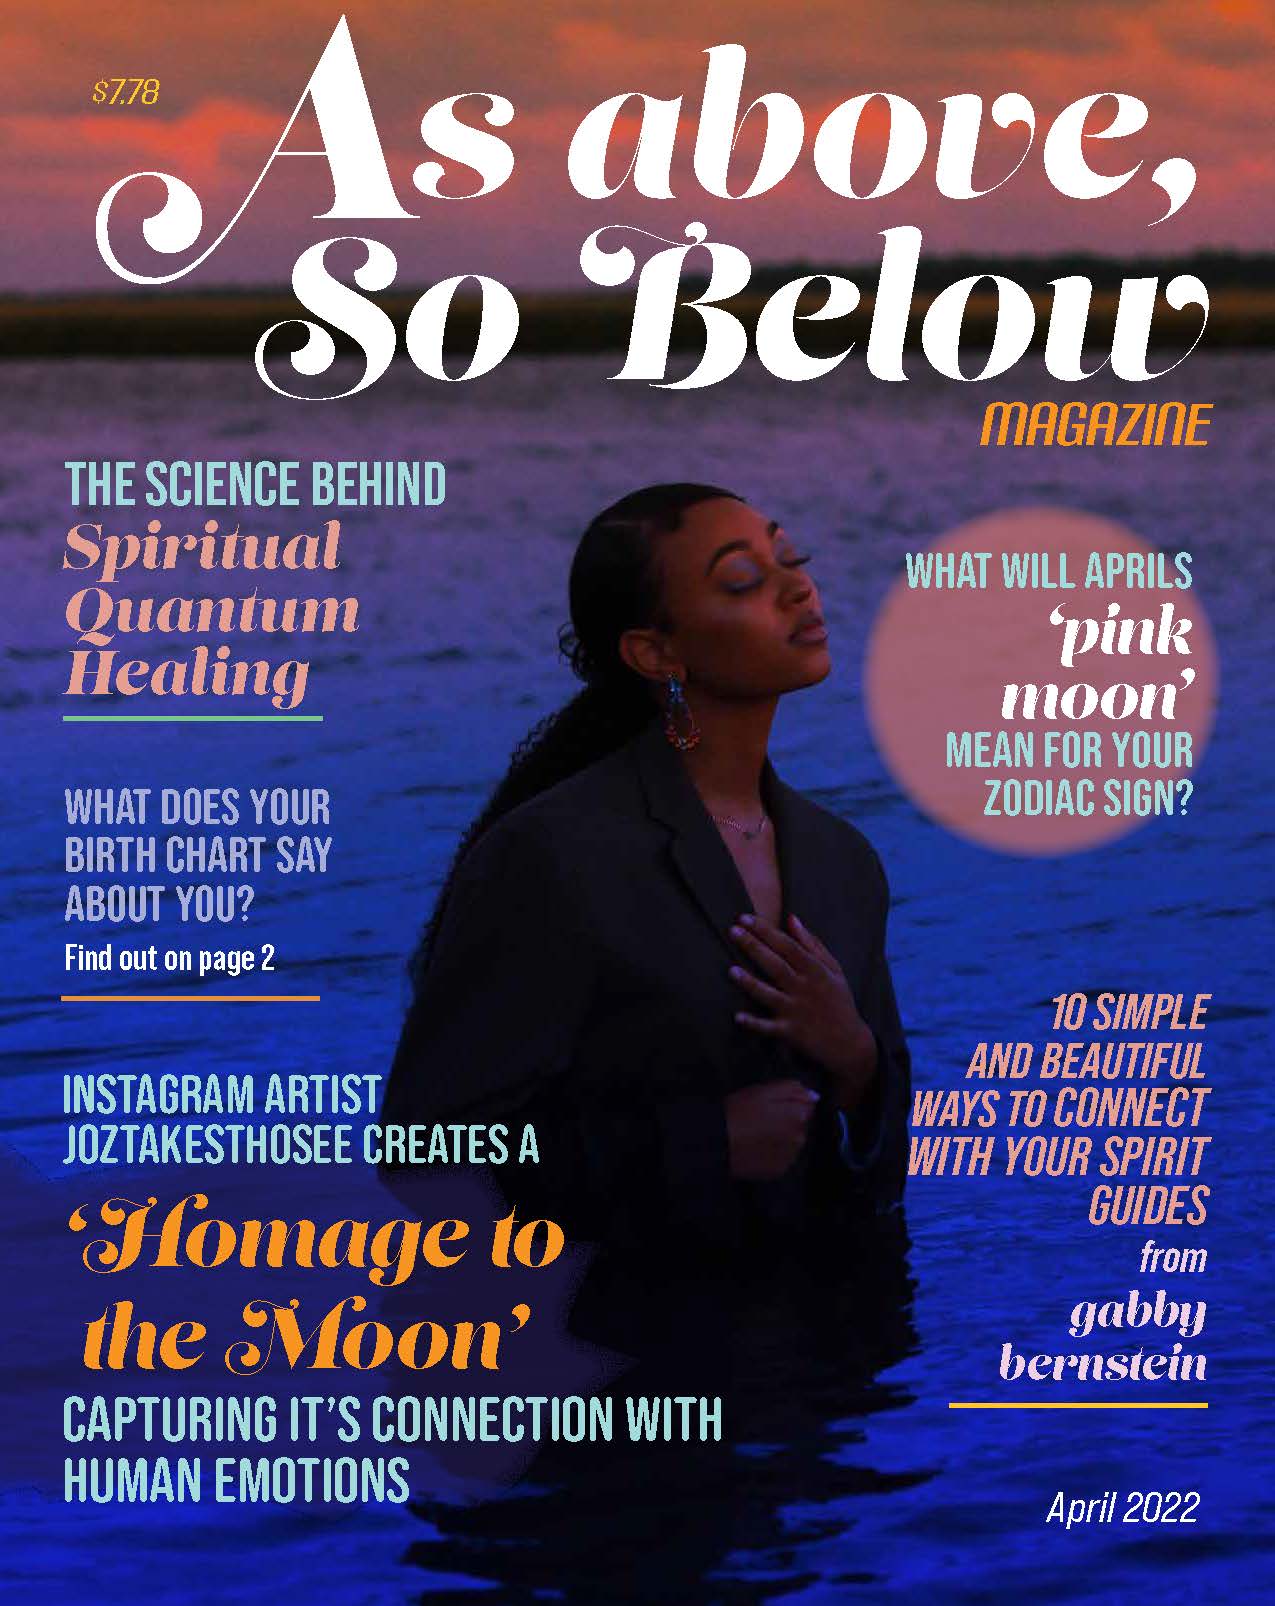 $7.78
As above,
So Below
MAGAZINE
THE SCIENCE BEHIND
Spiritual
Quantum
Healing
WHAT WILL APRILS
'pink
moon'
MEAN FOR YOUR
ZODIAC SIGN?
WHAT DOES YOUR
BIRTH CHART SAY
ABOUT YOU?
Find out on page 2
10 SIMPLE
AND BEAUTIFUL
WAYS TO CONNECT
WITH YOUR SPIRIT
GUIDES
from
gabby
bernstein
INSTAGRAM ARTIST
JOZTAKESTHOSEE CREATES A
'Homage to
the Moon'
CAPTURING IT'S CONNECTION WITH
HUMAN EMOTIONS
April 2022